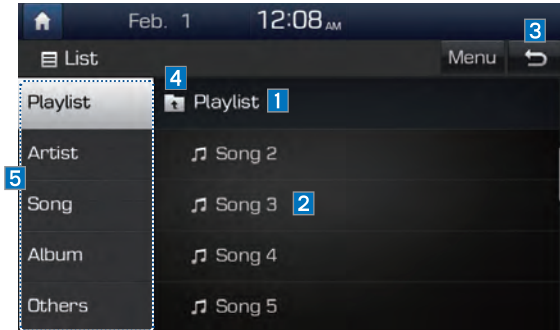 Feb. 1 12:08 AM
3
List Menu
4
Playlist Playlist 1
Artist Song 2
5
Song Song 3 2
Album Song 4
Others Song 5